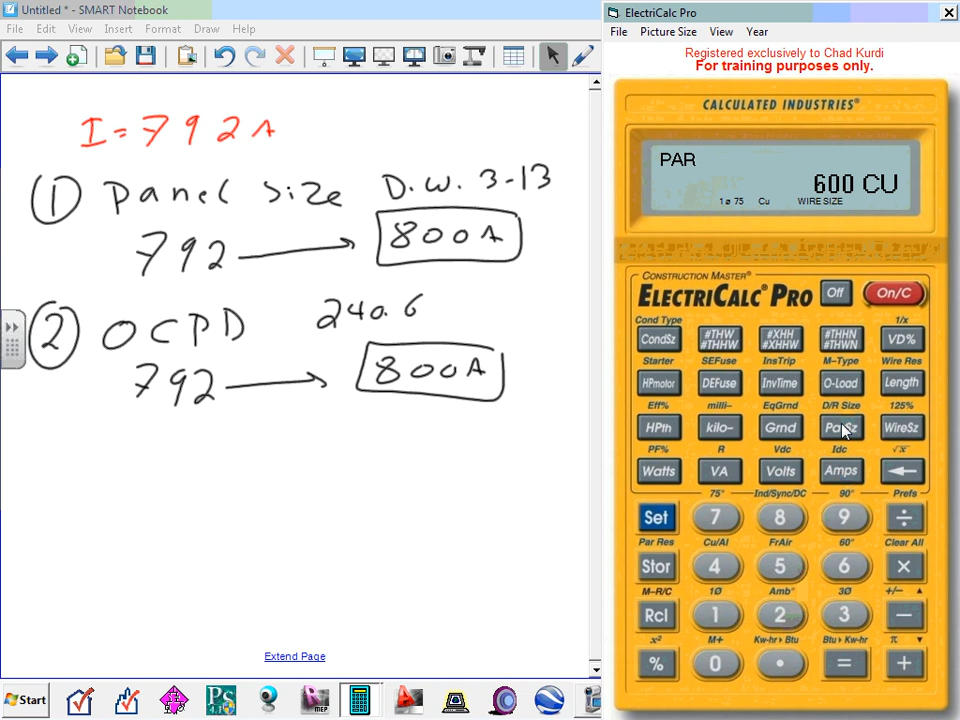 Untitled * - SMART Notebook
File Edit View Insert Format Draw Help
I = 792 A
① Panel Size D.W. 3-13
792 → 800A
② OCPD 240.6
792 → 800A
Extend Page
Start
ElectriCalc Pro
File Picture Size View Year
Registered exclusively to Chad Kurdi
For training purposes only.
CALCULATED INDUSTRIES®
PAR
600 CU
1ø 75 Cu WIRE SIZE
CONSTRUCTION MASTER®
ELECTRICALC® PRO Off On/C
Cond Type 1/x
CondSz #THW #THHW #XHH #XHHW #THHN #THWN VD%
Starter SEFuse InsTrip M-Type Wire Res
HPmotor DEFuse InvTime O-Load Length
Eff% milli– EqGrnd D/R Size 125%
HPth kilo– Grnd ParSz WireSz
PF% R Vdc Idc √x
Watts VA Volts Amps
75° Ind/Sync/DC 90° Prefs
Set 7 8 9 ÷
Par Res Cu/Al FrAir 60° Clear All
Stor 4 5 6 ×
M–R/C 1Ø Amb° 3Ø +/– ▲
Rcl 1 2 3 –
x² M+ Kw-hr▸Btu Btu▸Kw-hr π ▼
% 0 • = +